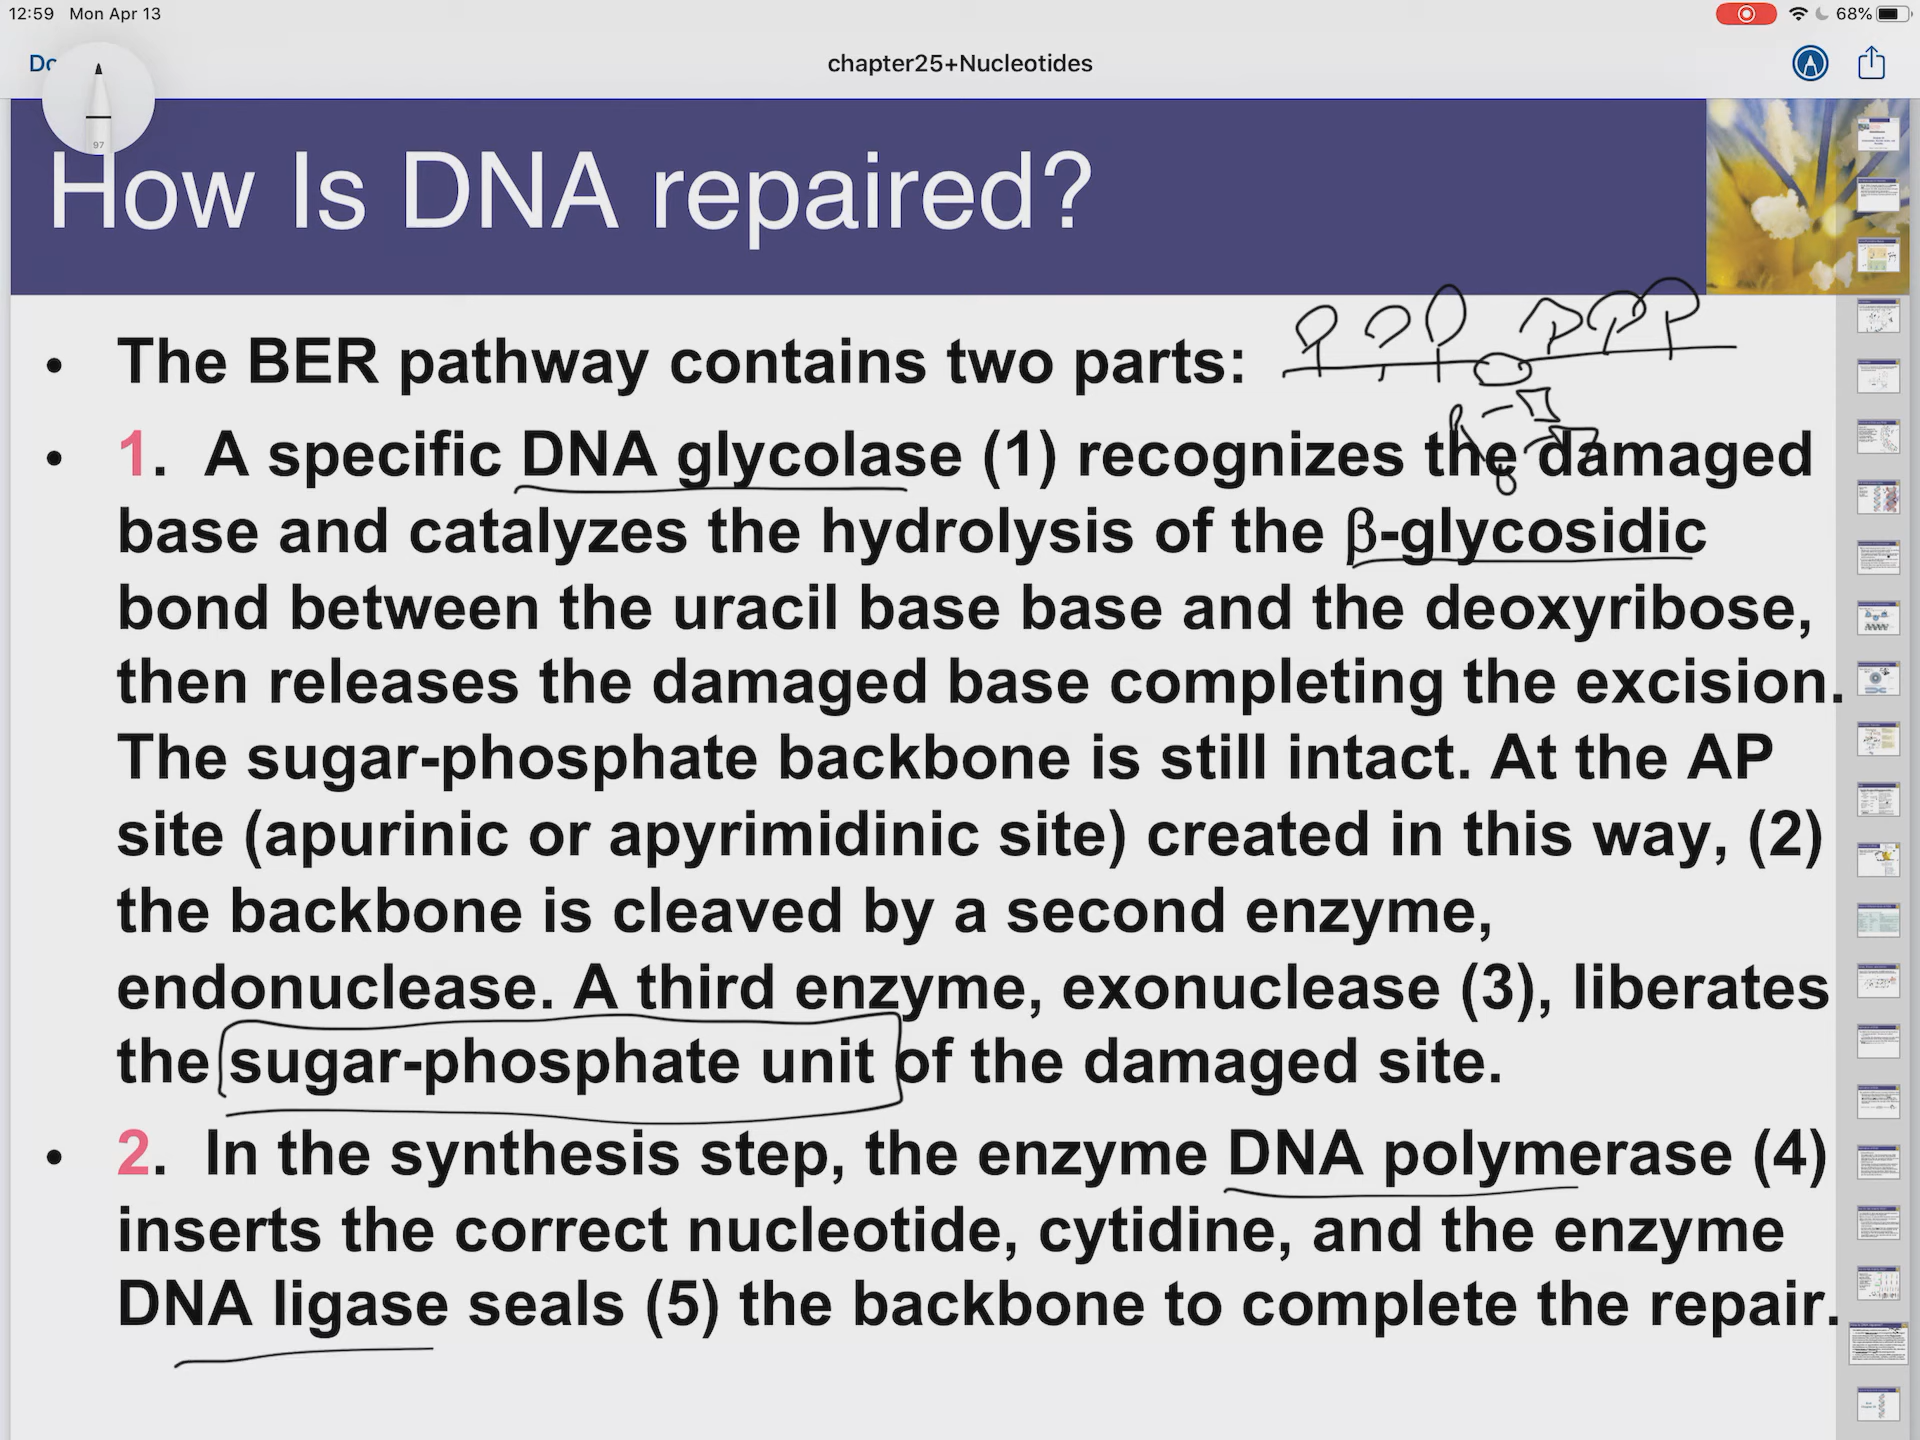 12:59 Mon Apr 13
68%
Do
chapter25+Nucleotides
97
How Is DNA repaired?
• The BER pathway contains two parts:
• 1. A specific DNA glycolase (1) recognizes the damaged
base and catalyzes the hydrolysis of the β-glycosidic
bond between the uracil base base and the deoxyribose,
then releases the damaged base completing the excision.
The sugar-phosphate backbone is still intact. At the AP
site (apurinic or apyrimidinic site) created in this way, (2)
the backbone is cleaved by a second enzyme,
endonuclease. A third enzyme, exonuclease (3), liberates
the sugar-phosphate unit of the damaged site.
• 2. In the synthesis step, the enzyme DNA polymerase (4)
inserts the correct nucleotide, cytidine, and the enzyme
DNA ligase seals (5) the backbone to complete the repair.